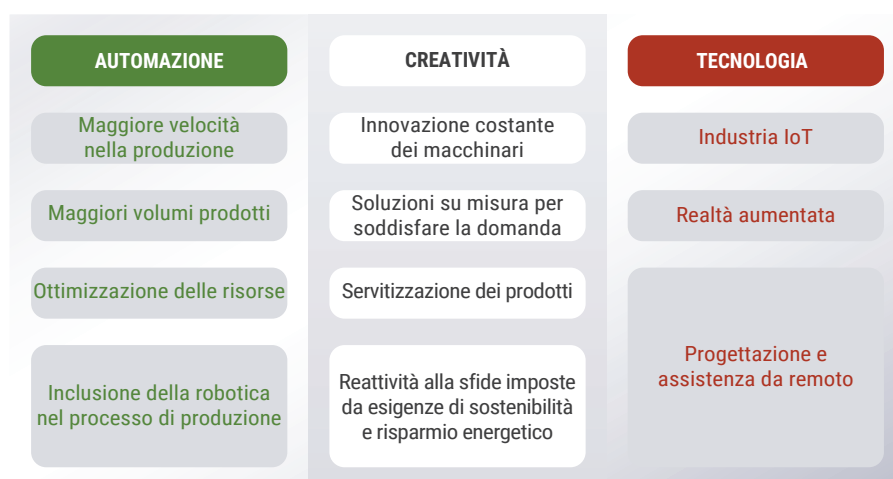 AUTOMAZIONE
Maggiore velocità
nella produzione
Maggiori volumi prodotti
Ottimizzazione delle risorse
Inclusione della robotica
nel processo di produzione
CREATIVITÀ
Innovazione costante
dei macchinari
Soluzioni su misura per
soddisfare la domanda
Servitizzazione dei prodotti
Reattività alla sfide imposte
da esigenze di sostenibilità
e risparmio energetico
TECNOLOGIA
Industria IoT
Realtà aumentata
Progettazione e
assistenza da remoto